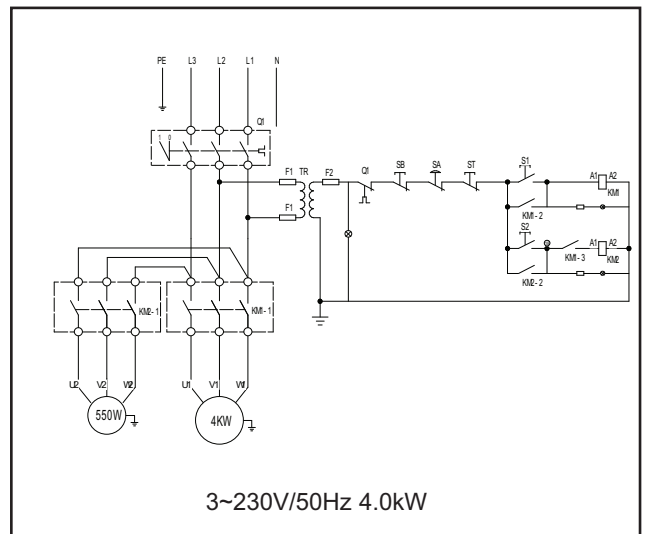 PE L3 L2 L1 N
Q1
1 0
F1 TR F2 Q1 SB SA ST S1
A1 A2
KM1
F1
KM1-2
S2
A1 A2
KM1-3 KM2
KM2-2
KM2-1 KM1-1
U2 V2 W2 U1 V1 W1
550W 4KW
3~230V/50Hz 4.0kW